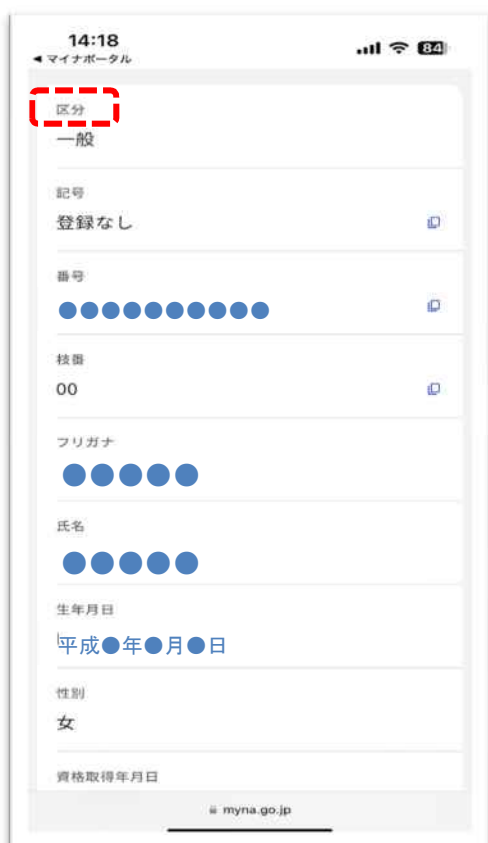 14:18
◀ マイナポータル
84
区分
一般
記号
登録なし
番号
●●●●●●●●●●
枝番
00
フリガナ
●●●●●
氏名
●●●●●
生年月日
平成●年●月●日
性別
女
資格取得年月日
myna.go.jp